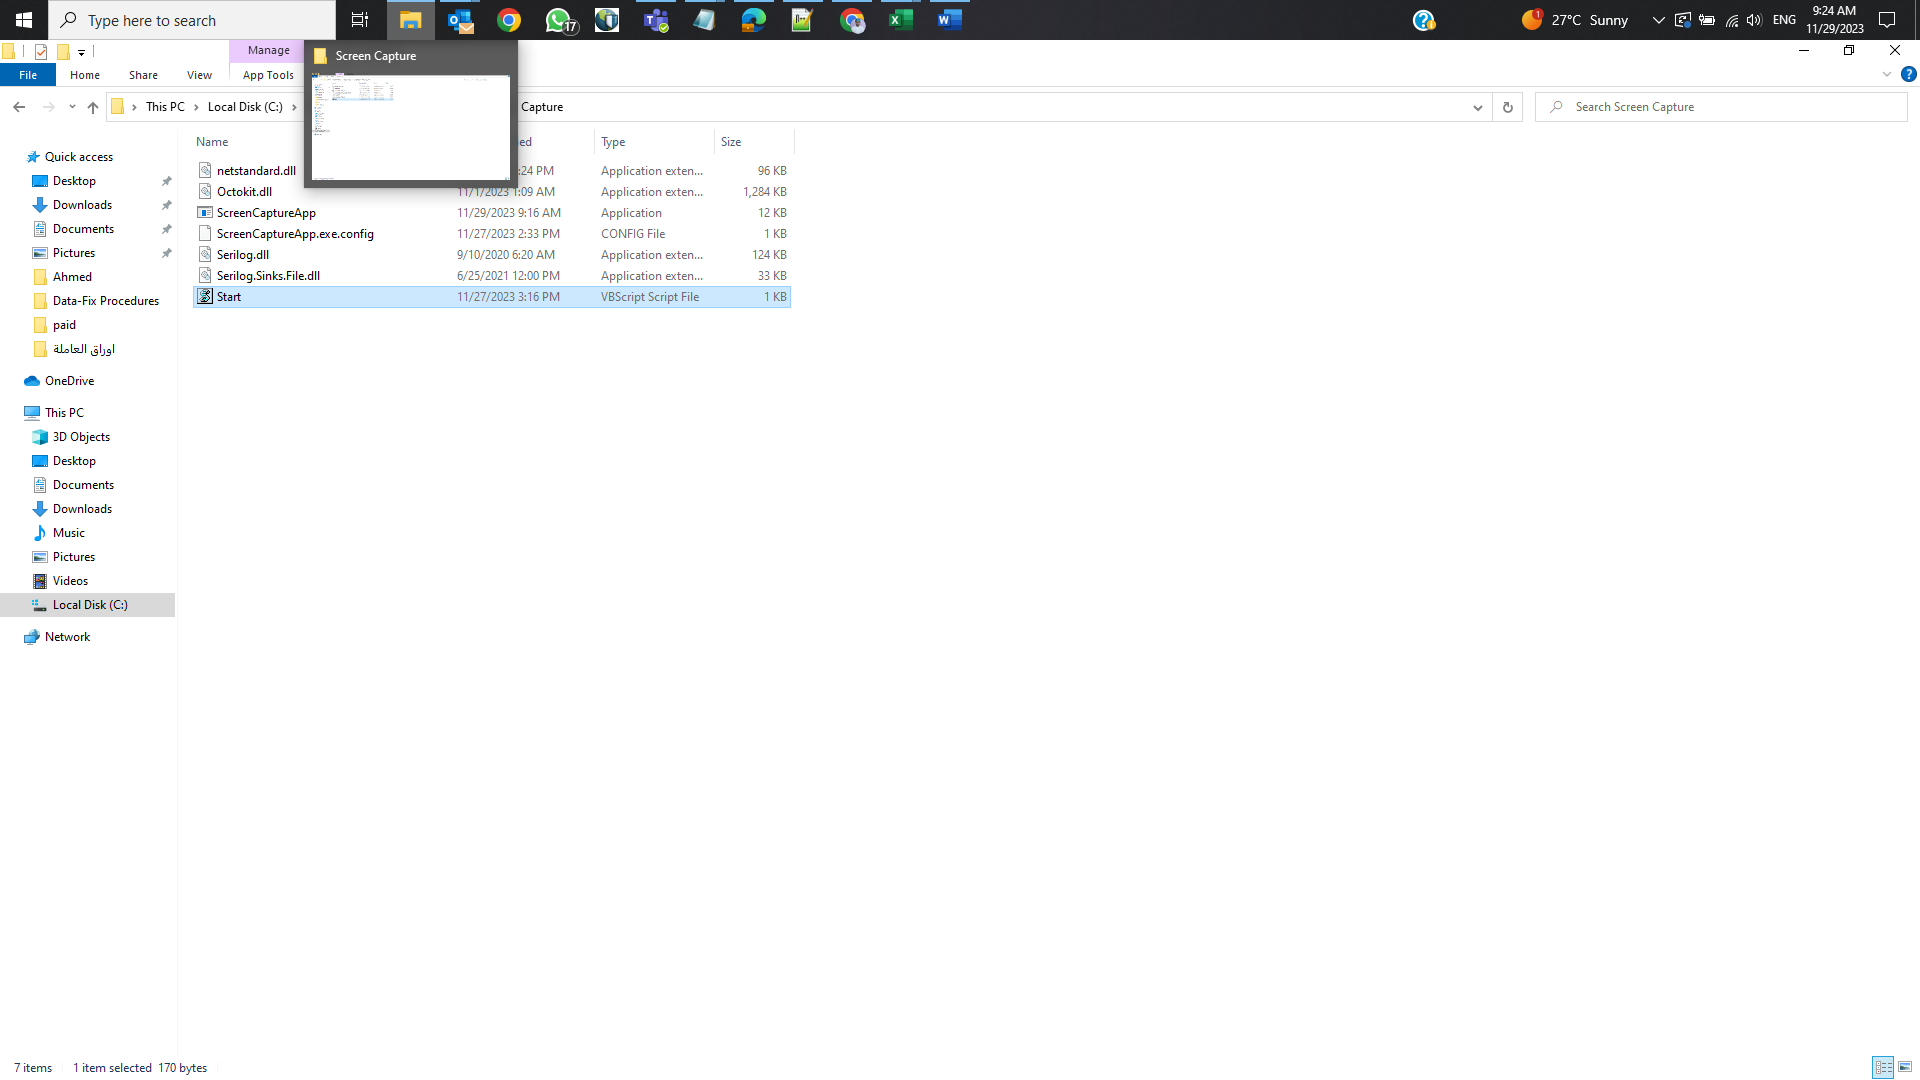 Type here to search
17
1
27°C Sunny
ENG
9:24 AM
11/29/2023
Manage
Screen Capture
File
Home
Share
View
App Tools
This PC
Local Disk (C:)
Capture
Search Screen Capture
Name
ed
Type
Size
netstandard.dll
:24 PM
Application exten...
96 KB
Octokit.dll
11/1/2023 1:09 AM
Application exten...
1,284 KB
ScreenCaptureApp
11/29/2023 9:16 AM
Application
12 KB
ScreenCaptureApp.exe.config
11/27/2023 2:33 PM
CONFIG File
1 KB
Serilog.dll
9/10/2020 6:20 AM
Application exten...
124 KB
Serilog.Sinks.File.dll
6/25/2021 12:00 PM
Application exten...
33 KB
Start
11/27/2023 3:16 PM
VBScript Script File
1 KB
Quick access
Desktop
Downloads
Documents
Pictures
Ahmed
Data-Fix Procedures
paid
اوراق العاملة
OneDrive
This PC
3D Objects
Desktop
Documents
Downloads
Music
Pictures
Videos
Local Disk (C:)
Network
7 items
1 item selected 170 bytes